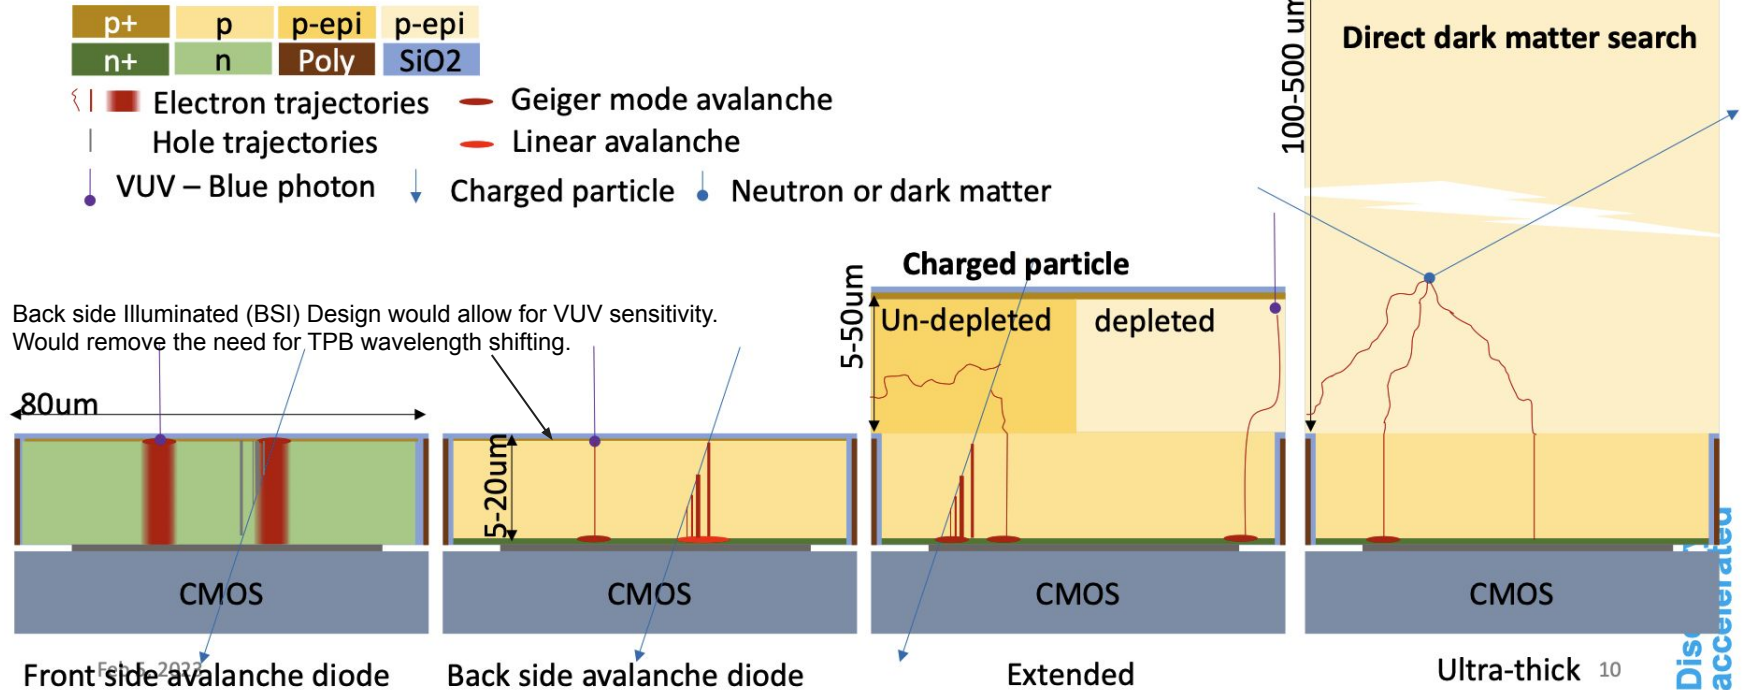 p+ p p-epi p-epi
n+ n Poly SiO2
Electron trajectories Geiger mode avalanche
Hole trajectories Linear avalanche
VUV – Blue photon Charged particle Neutron or dark matter
Direct dark matter search
100-500 um
Back side Illuminated (BSI) Design would allow for VUV sensitivity.
Would remove the need for TPB wavelength shifting.
Charged particle
5-50um
Un-depleted depleted
80um
5-20um
CMOS CMOS CMOS CMOS
Front side avalanche diode Back side avalanche diode Extended Ultra-thick
10
accelerated